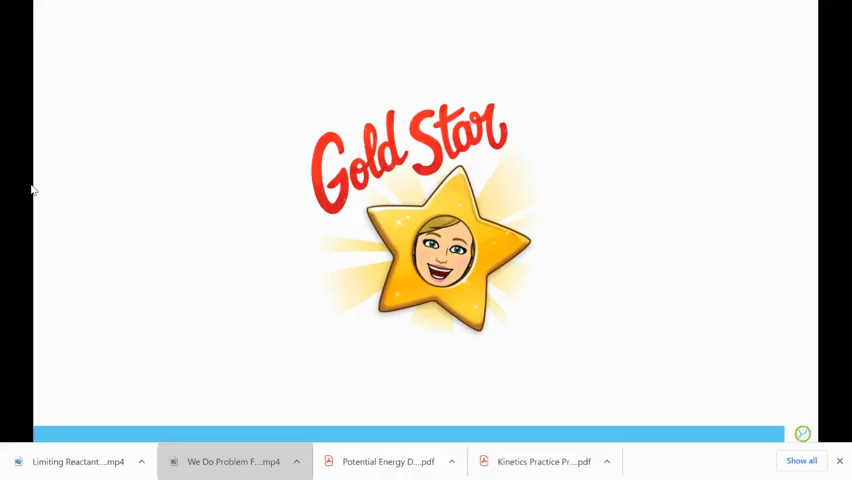 Gold Star
Limiting Reactant....mp4
We Do Problem F....mp4
Potential Energy D....pdf
Kinetics Practice Pr....pdf
Show all